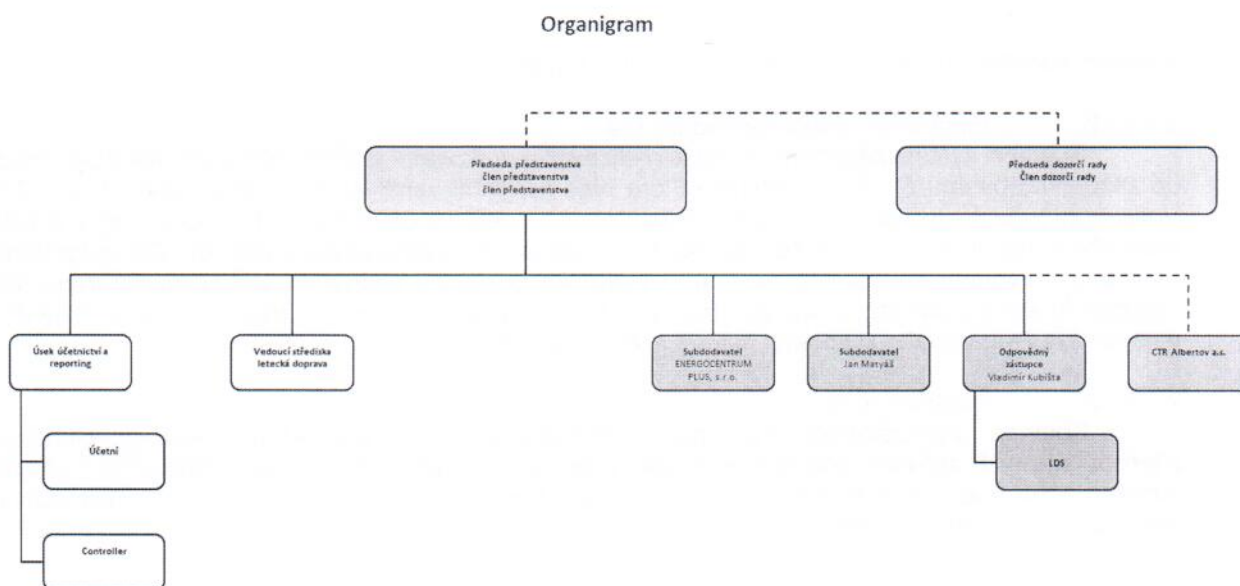 Organigram
Předseda představenstva
člen představenstva
člen představenstva
Předseda dozorčí rady
Člen dozorčí rady
Úsek účetnictví a
reporting
Vedoucí střediska
letecká doprava
Subdodavatel
ENERGOCENTRUM
PLUS, s.r.o.
Subdodavatel
Jan Matyáš
Odpovědný
zástupce
Vladimír Kubišta
CTR Albertov a.s.
Účetní
LDS
Controller